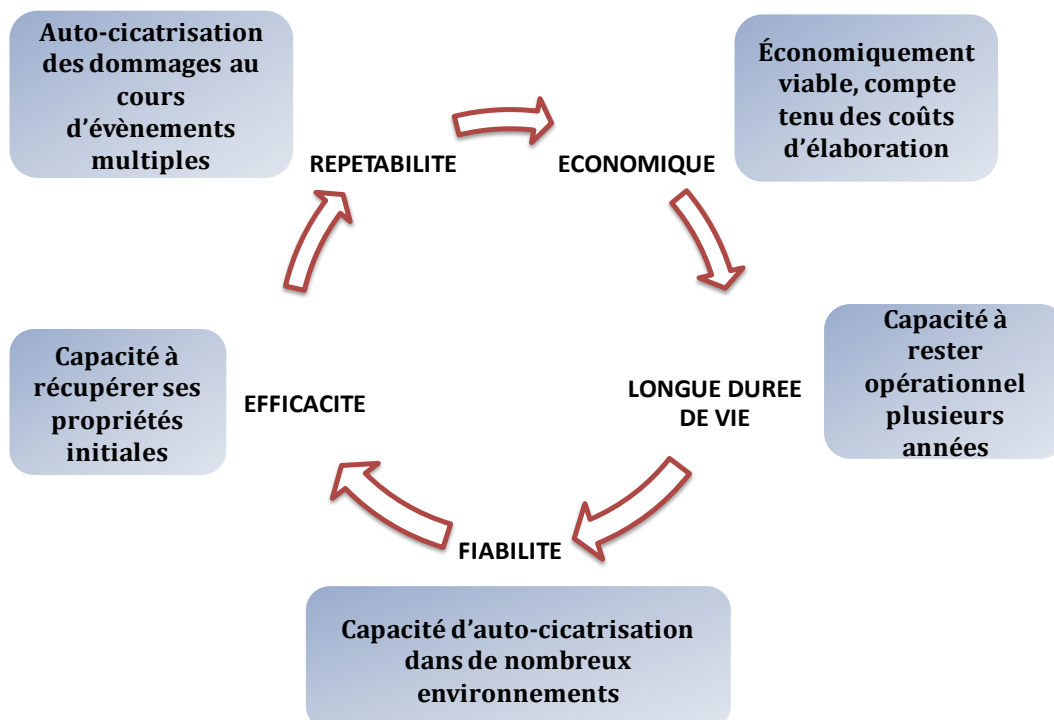 Auto-cicatrisation
des dommages au
cours
d’évènements
multiples
REPETABILITE
ECONOMIQUE
Économiquement
viable, compte
tenu des coûts
d’élaboration
Capacité à
rester
opérationnel
plusieurs
années
LONGUE DUREE
DE VIE
FIABILITE
Capacité d’auto-cicatrisation
dans de nombreux
environnements
EFFICACITE
Capacité à
récupérer ses
propriétés
initiales